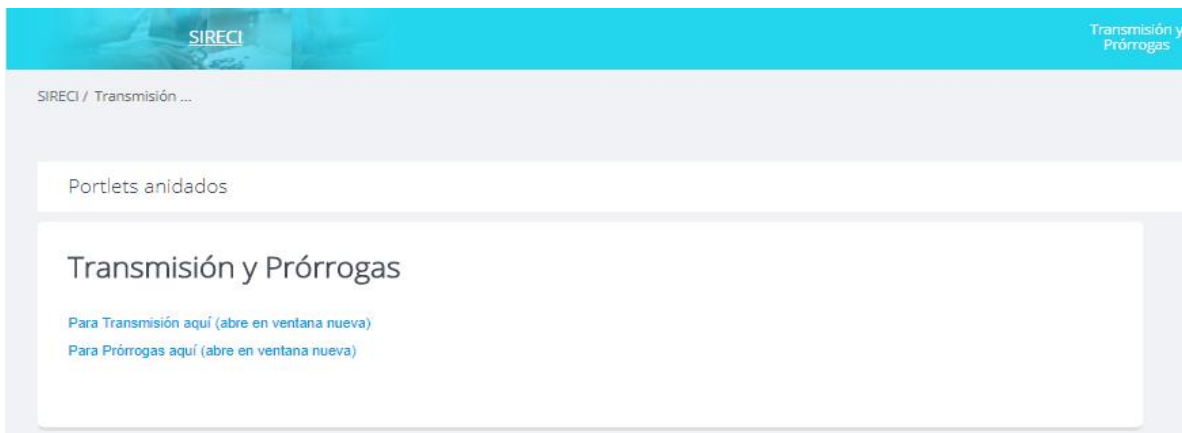 SIRECI
Transmisión y
Prórrogas
SIRECI / Transmisión ...
Portlets anidados
Transmisión y Prórrogas
Para Transmisión aquí (abre en ventana nueva)
Para Prórrogas aquí (abre en ventana nueva)